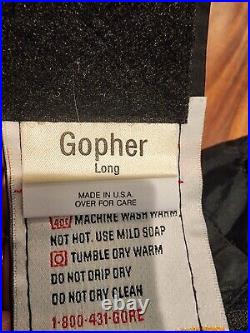 Gopher
Long
MADE IN U.S.A.
OVER FOR CARE
40C MACHINE WASH WARM
NOT HOT. USE MILD SOAP
TUMBLE DRY WARM
DO NOT DRIP DRY
DO NOT DRY CLEAN
1-800-431-GORE